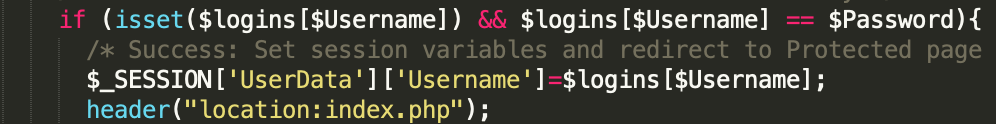 if (isset($logins[$Username]) && $logins[$Username] == $Password){
/* Success: Set session variables and redirect to Protected page
$_SESSION['UserData']['Username']=$logins[$Username];
header("location:index.php");